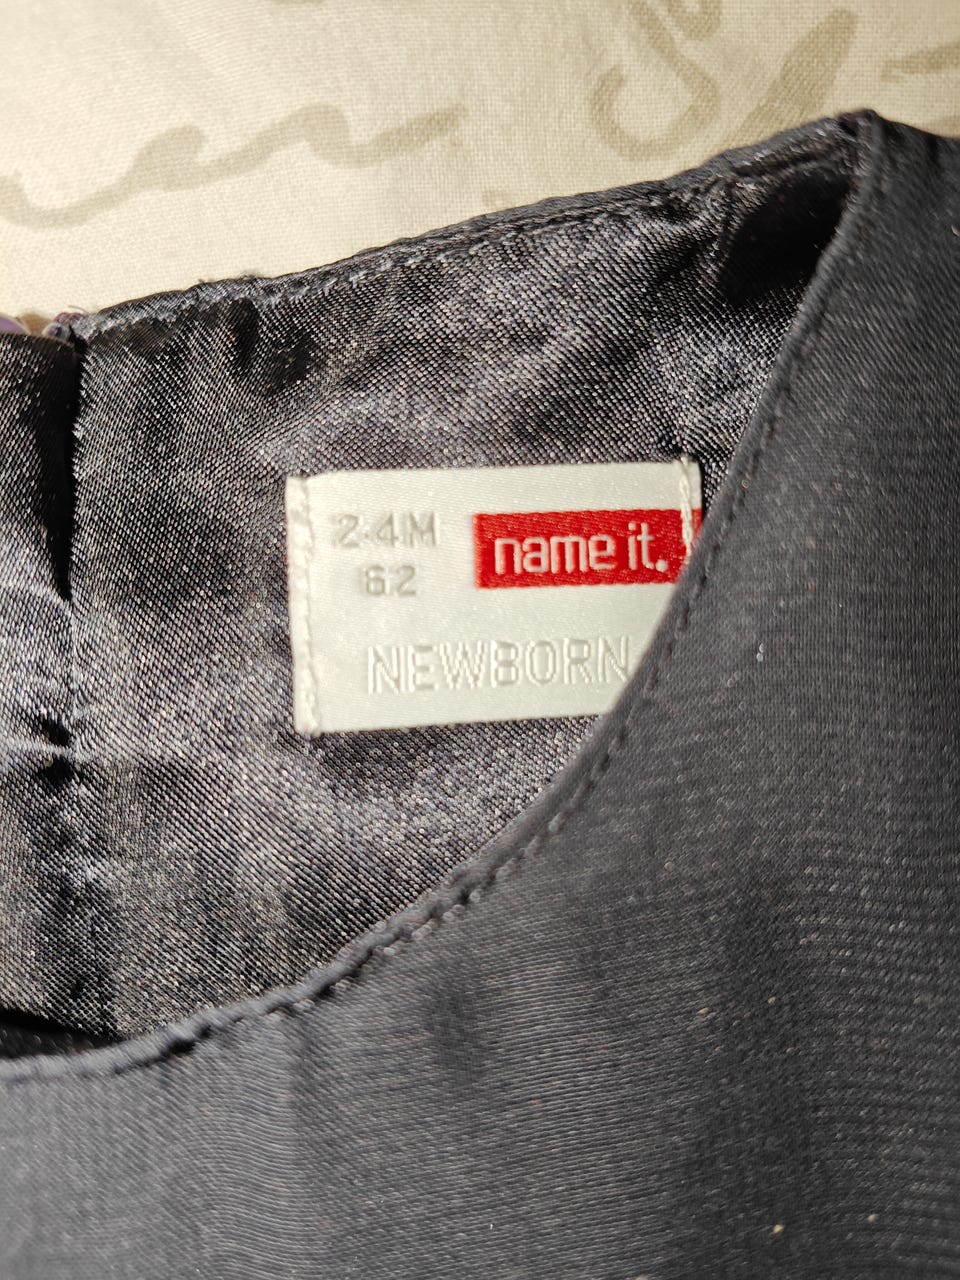 2-4M
62
name it.
NEWBORN